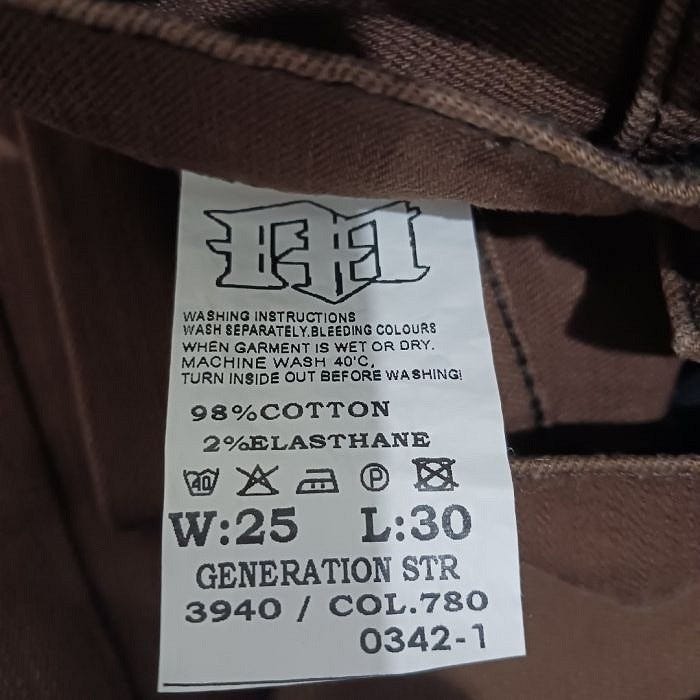 WASHING INSTRUCTIONS
WASH SEPARATELY.BLEEDING COLOURS
WHEN GARMENT IS WET OR DRY.
MACHINE WASH 40'C,
TURN INSIDE OUT BEFORE WASHING!
98%COTTON
2%ELASTHANE
40 P
W:25 L:30
GENERATION STR
3940 / COL.780
0342-1